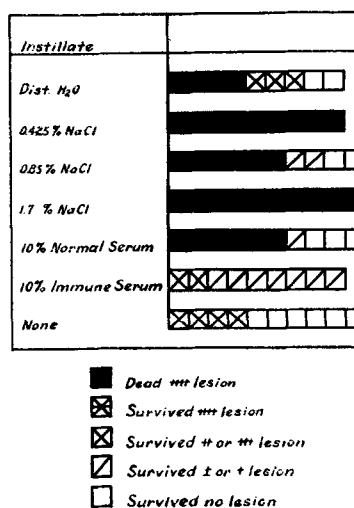 Instillate
Dist. H₂O
0.425% NaCl
0.85% NaCl
1.7 % NaCl
10% Normal Serum
10% Immune Serum
None
Dead lesion
Survived lesion
Survived or lesion
Survived ± or + lesion
Survived no lesion